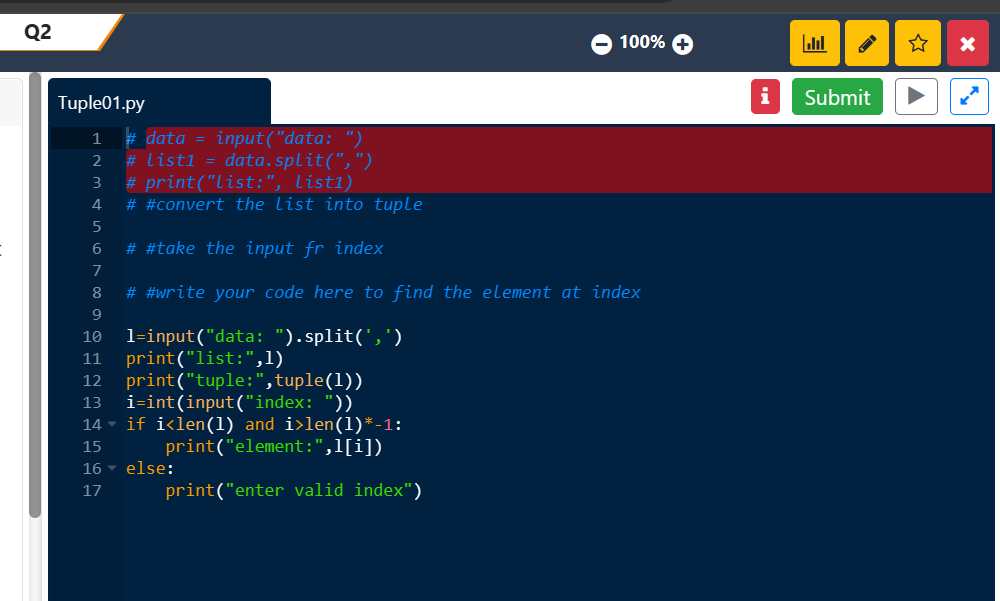 Q2
100%
Tuple01.py
Submit
1 # data = input("data: ")
2 # list1 = data.split(",")
3 # print("list:", list1)
4 # #convert the list into tuple
5
6 # #take the input fr index
7
8 # #write your code here to find the element at index
9
10 l=input("data: ").split(',')
11 print("list:",l)
12 print("tuple:",tuple(l))
13 i=int(input("index: "))
14 if i<len(l) and i>len(l)*-1:
15     print("element:",l[i])
16 else:
17     print("enter valid index")